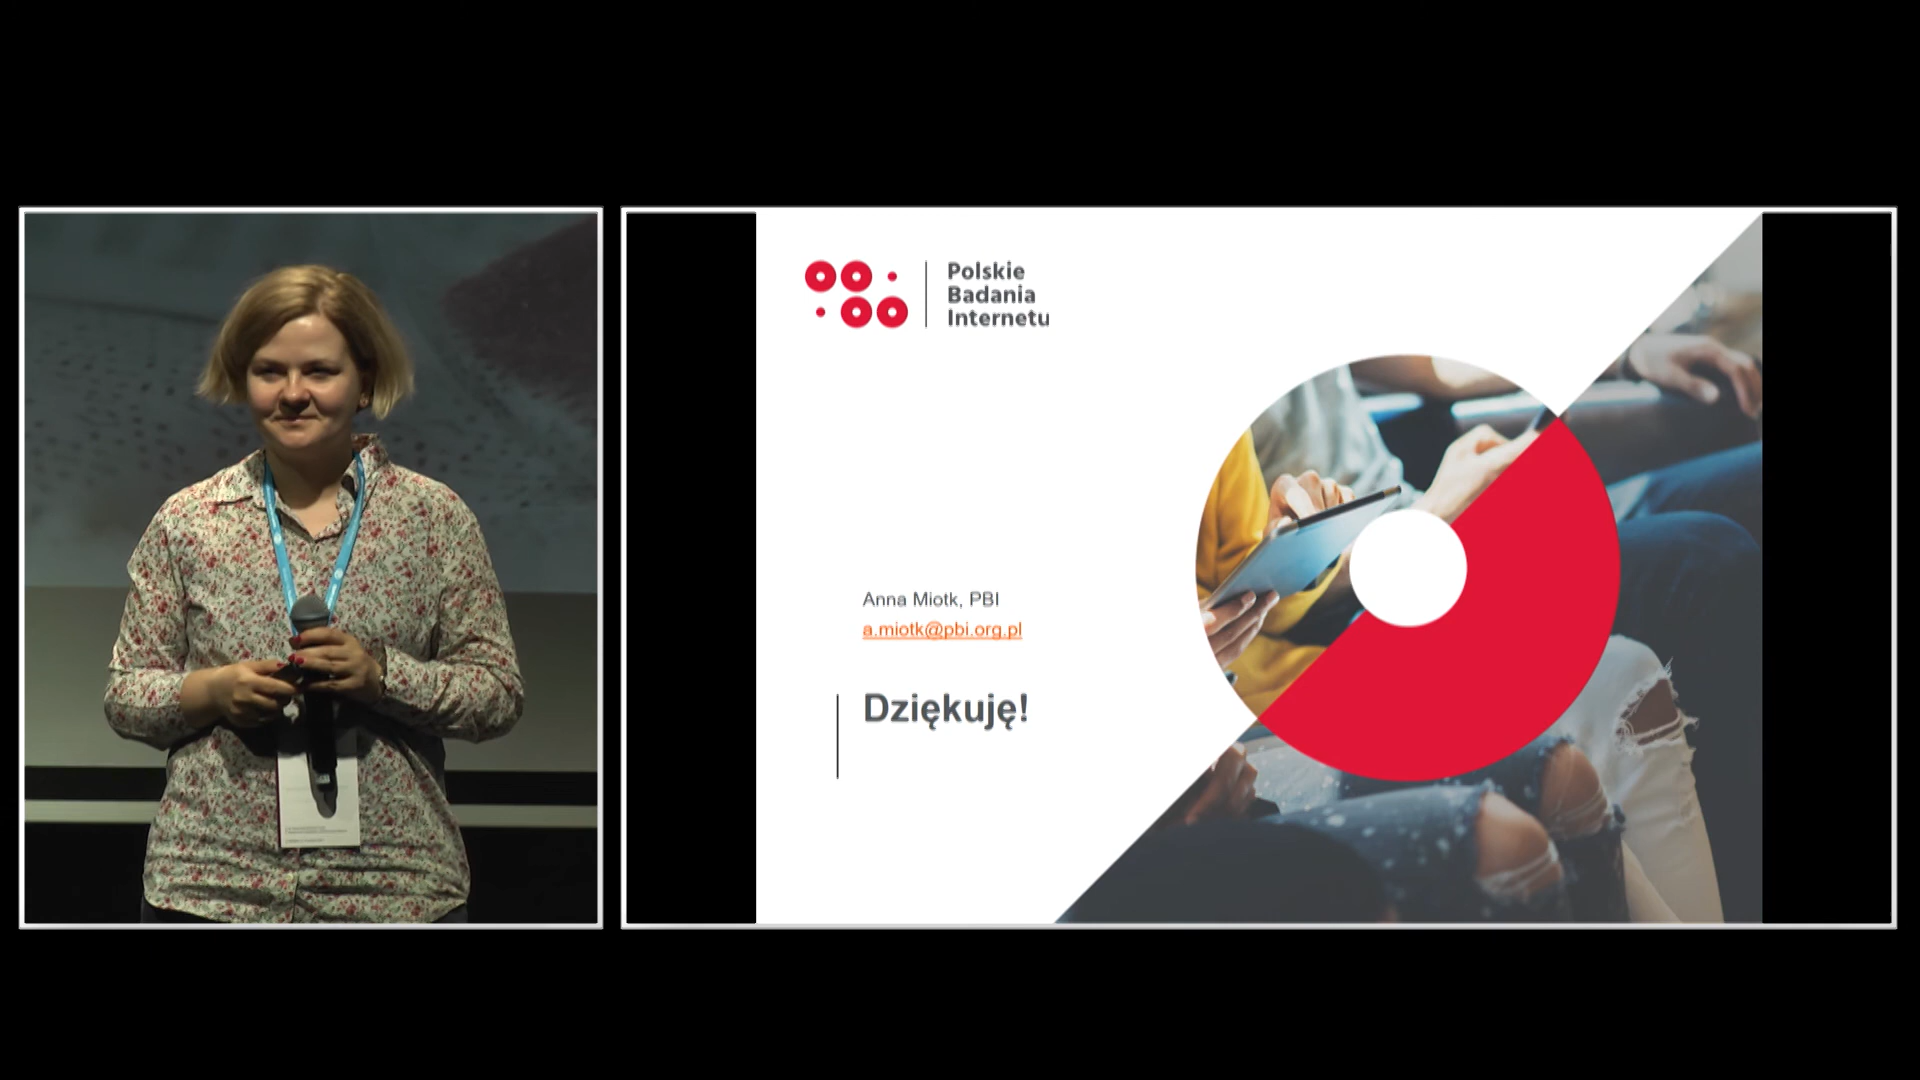 Polskie
Badania
Internetu
Anna Miotk, PBI
a.miotk@pbi.org.pl
Dziękuję!